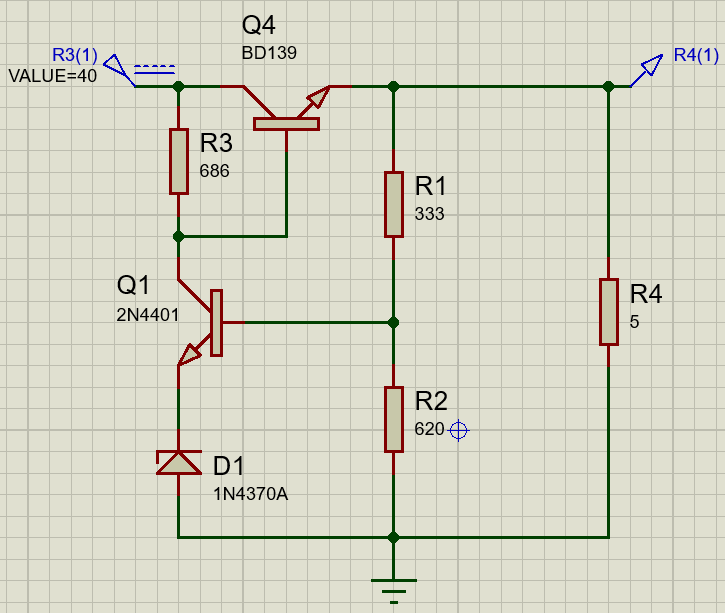 Q4
BD139
R3(1)
VALUE=40
R4(1)
R3
686
R1
333
Q1
2N4401
R4
5
R2
620
D1
1N4370A